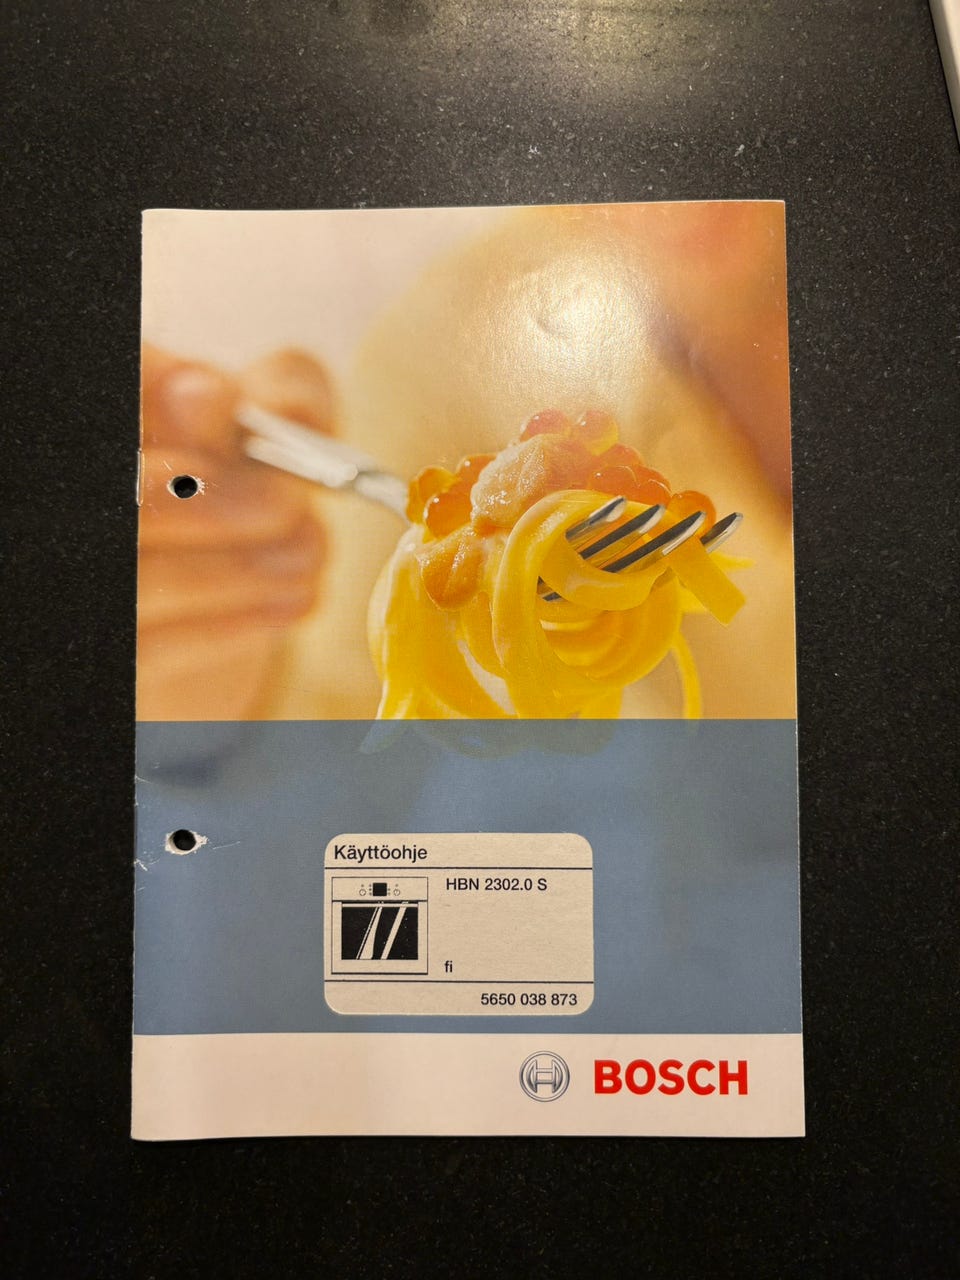 Käyttöohje
HBN 2302.0 S
fi
5650 038 873
BOSCH